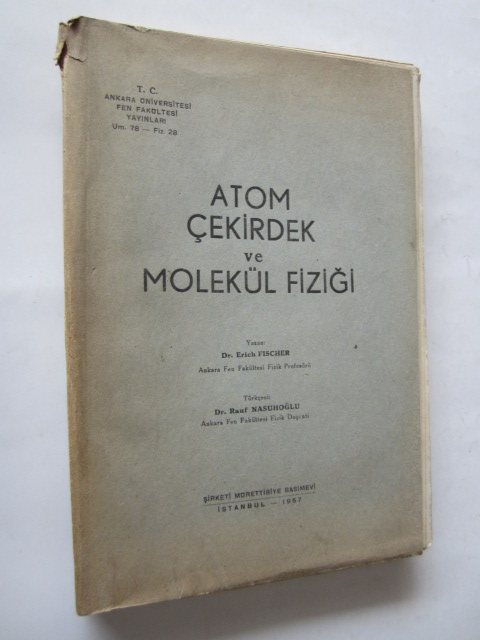 T. C.
ANKARA ÜNİVERSİTESİ
FEN FAKÜLTESİ
YAYINLARI
Um. 78 — Fiz. 28
ATOM
ÇEKİRDEK
ve
MOLEKÜL FİZİĞİ
Yazan:
Dr. Erich FISCHER
Ankara Fen Fakültesi Fizik Profesörü
Türkçesi:
Dr. Rauf NASUHOĞLU
Ankara Fen Fakültesi Fizik Doçenti
ŞİRKETİ MÜRETTİBİYE BASIMEVİ
İSTANBUL — 1957